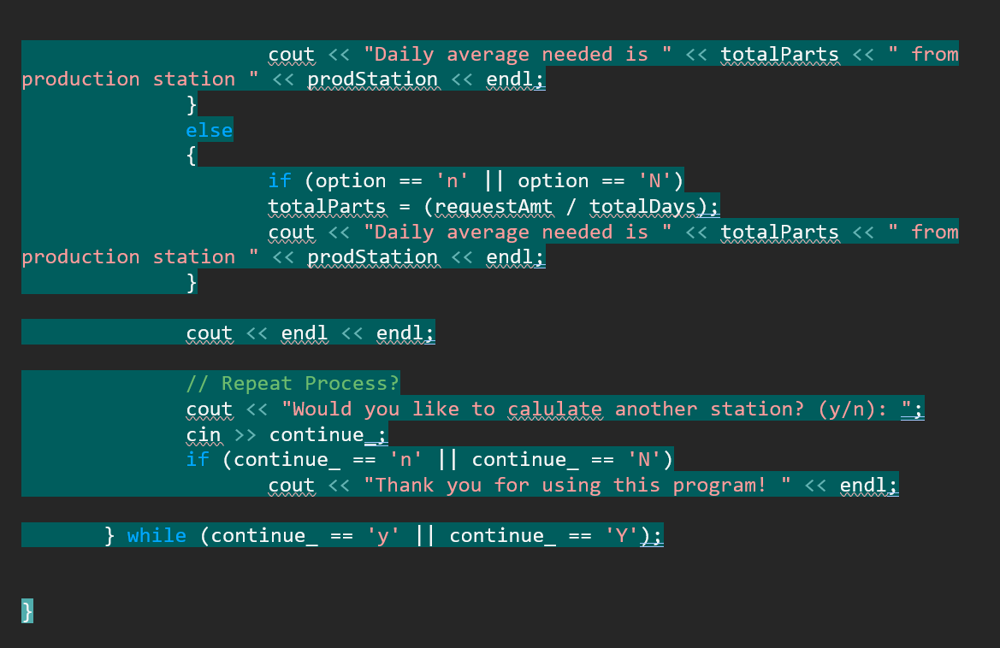 cout << "Daily average needed is " << totalParts << " from
production station " << prodStation << endl;
}
else
{
if (option == 'n' || option == 'N')
totalParts = (requestAmt / totalDays);
cout << "Daily average needed is " << totalParts << " from
production station " << prodStation << endl;
}
cout << endl << endl;
// Repeat Process?
cout << "Would you like to calulate another station? (y/n): ";
cin >> continue_;
if (continue_ == 'n' || continue_ == 'N')
cout << "Thank you for using this program! " << endl;
} while (continue_ == 'y' || continue_ == 'Y');
}